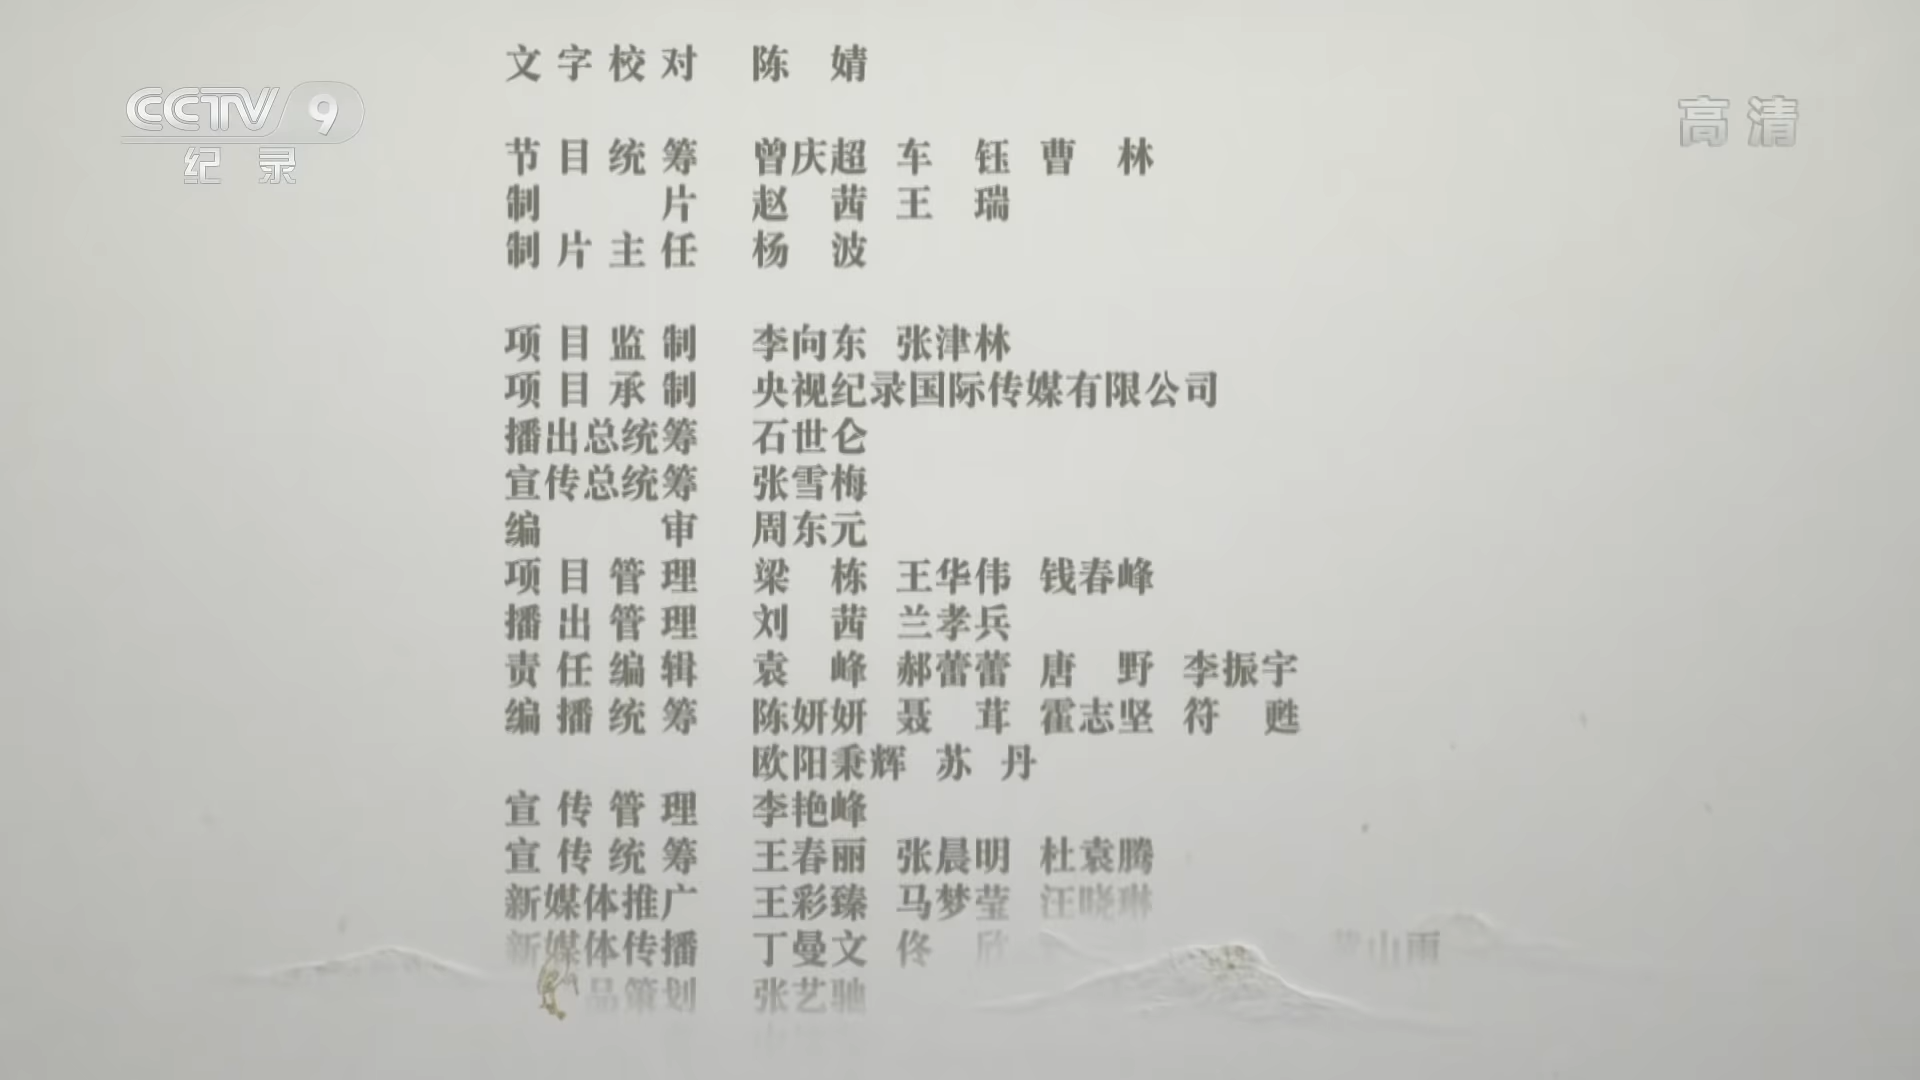 文字校对 陈婧
CCTV 9
纪录
高清
节目统筹 曾庆超 车钰 曹林
制片 赵茜 王瑞
制片主任 杨波
项目监制 李向东 张津林
项目承制 央视纪录国际传媒有限公司
播出总统筹 石世仑
宣传总统筹 张雪梅
编审 周东元
项目管理 梁栋 王华伟 钱春峰
播出管理 刘茜 兰孝兵
责任编辑 袁峰 郝蕾蕾 唐野 李振宇
编播统筹 陈妍妍 聂茸 霍志坚 符甦
欧阳秉辉 苏丹
宣传管理 李艳峰
宣传统筹 王春丽 张晨明 杜袁腾
新媒体推广 王彩臻 马梦莹 汪晓琳
新媒体传播 丁曼文 佟欣 山雨
品策划 张艺驰